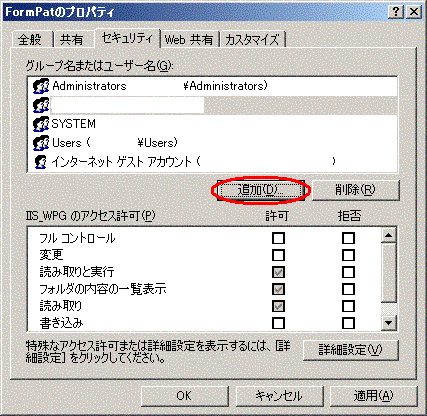 FormPatのプロパティ
全般 共有 セキュリティ Web 共有 カスタマイズ
グループ名またはユーザー名(G):
Administrators \Administrators)
SYSTEM
Users ( \Users)
インターネット ゲスト アカウント ( )
追加(D)... 削除(R)
IIS_WPG のアクセス許可(P) 許可 拒否
フル コントロール
変更
読み取りと実行
フォルダの内容の一覧表示
読み取り
書き込み
特殊なアクセス許可または詳細設定を表示するには、[詳
細設定] をクリックしてください。
詳細設定(V)
OK キャンセル 適用(A)